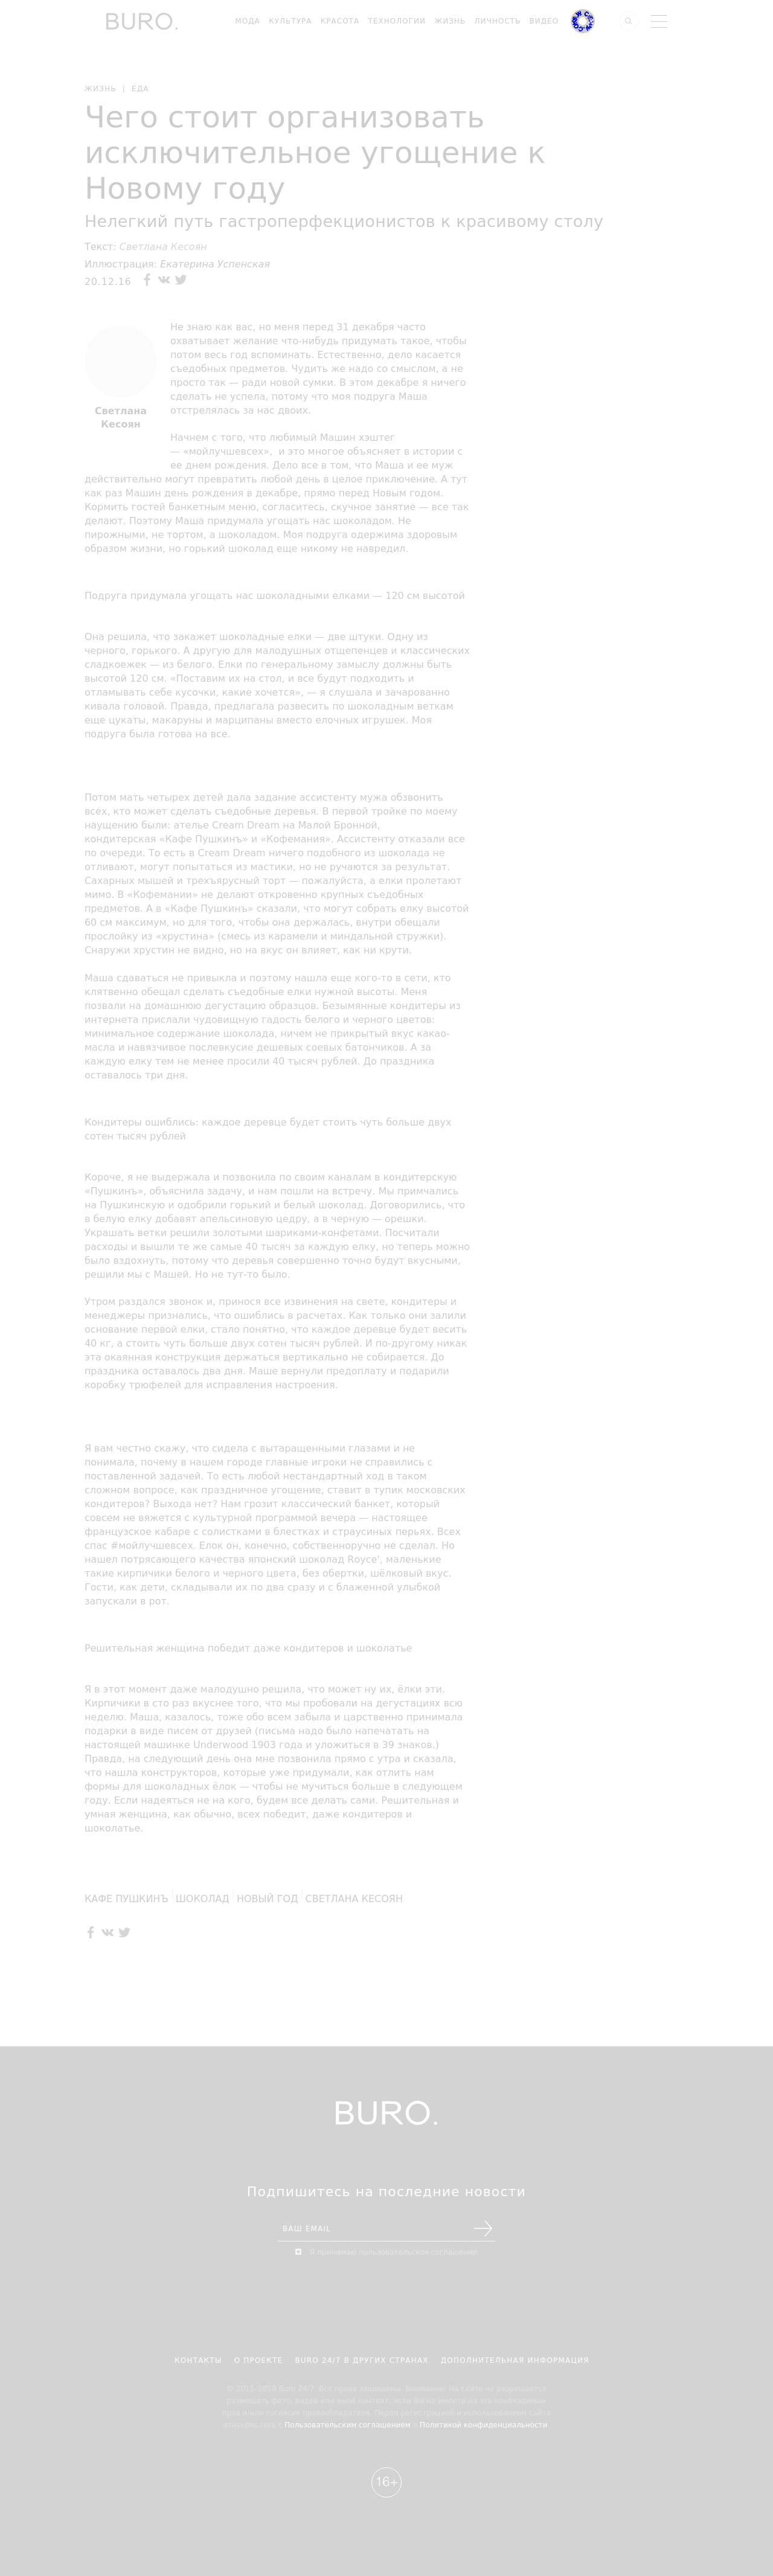 BURO.
МОДА КУЛЬТУРА КРАСОТА ТЕХНОЛОГИИ ЖИЗНЬ ЛИЧНОСТЬ ВИДЕО
ЖИЗНЬ | ЕДА
Чего стоит организовать
исключительное угощение к
Новому году
Нелегкий путь гастроперфекционистов к красивому столу
Текст: Светлана Кесоян
Иллюстрация: Екатерина Успенская
20.12.16
Светлана
Кесоян
Не знаю как вас, но меня перед 31 декабря часто
охватывает желание что-нибудь придумать такое, чтобы
потом весь год вспоминать. Естественно, дело касается
съедобных предметов. Чудить же надо со смыслом, а не
просто так — ради новой сумки. В этом декабре я ничего
сделать не успела, потому что моя подруга Маша
отстрелялась за нас двоих.
Начнем с того, что любимый Машин хэштег
— «мойлучшевсех», и это многое объясняет в истории с
ее днем рождения. Дело все в том, что Маша и ее муж
действительно могут превратить любой день в целое приключение. А тут
как раз Машин день рождения в декабре, прямо перед Новым годом.
Кормить гостей банкетным меню, согласитесь, скучное занятие — все так
делают. Поэтому Маша придумала угощать нас шоколадом. Не
пирожными, не тортом, а шоколадом. Моя подруга одержима здоровым
образом жизни, но горький шоколад еще никому не навредил.
Подруга придумала угощать нас шоколадными елками — 120 см высотой
Она решила, что закажет шоколадные елки — две штуки. Одну из
черного, горького. А другую для малодушных отщепенцев и классических
сладкоежек — из белого. Елки по генеральному замыслу должны быть
высотой 120 см. «Поставим их на стол, и все будут подходить и
отламывать себе кусочки, какие хочется», — я слушала и зачарованно
кивала головой. Правда, предлагала развесить по шоколадным веткам
еще цукаты, макаруны и марципаны вместо елочных игрушек. Моя
подруга была готова на все.
Потом мать четырех детей дала задание ассистенту мужа обзвонить
всех, кто может сделать съедобные деревья. В первой тройке по моему
наущению были: ателье Cream Dream на Малой Бронной,
кондитерская «Кафе Пушкинъ» и «Кофемания». Ассистенту отказали все
по очереди. То есть в Cream Dream ничего подобного из шоколада не
отливают, могут попытаться из мастики, но не ручаются за результат.
Сахарных мышей и трехъярусный торт — пожалуйста, а елки пролетают
мимо. В «Кофемании» не делают откровенно крупных съедобных
предметов. А в «Кафе Пушкинъ» сказали, что могут собрать елку высотой
60 см максимум, но для того, чтобы она держалась, внутри обещали
прослойку из «хрустина» (смесь из карамели и миндальной стружки).
Снаружи хрустин не видно, но на вкус он влияет, как ни крути.
Маша сдаваться не привыкла и поэтому нашла еще кого-то в сети, кто
клятвенно обещал сделать съедобные елки нужной высоты. Меня
позвали на домашнюю дегустацию образцов. Безымянные кондитеры из
интернета прислали чудовищную гадость белого и черного цветов:
минимальное содержание шоколада, ничем не прикрытый вкус какао-
масла и навязчивое послевкусие дешевых соевых батончиков. А за
каждую елку тем не менее просили 40 тысяч рублей. До праздника
оставалось три дня.
Кондитеры ошиблись: каждое деревце будет стоить чуть больше двух
сотен тысяч рублей
Короче, я не выдержала и позвонила по своим каналам в кондитерскую
«Пушкинъ», объяснила задачу, и нам пошли на встречу. Мы примчались
на Пушкинскую и одобрили горький и белый шоколад. Договорились, что
в белую елку добавят апельсиновую цедру, а в черную — орешки.
Украшать ветки решили золотыми шариками-конфетами. Посчитали
расходы и вышли те же самые 40 тысяч за каждую елку, но теперь можно
было вздохнуть, потому что деревья совершенно точно будут вкусными,
решили мы с Машей. Но не тут-то было.
Утром раздался звонок и, принося все извинения на свете, кондитеры и
менеджеры признались, что ошиблись в расчетах. Как только они залили
основание первой елки, стало понятно, что каждое деревце будет весить
40 кг, а стоить чуть больше двух сотен тысяч рублей. И по-другому никак
эта окаянная конструкция держаться вертикально не собирается. До
праздника оставалось два дня. Маше вернули предоплату и подарили
коробку трюфелей для исправления настроения.
Я вам честно скажу, что сидела с вытаращенными глазами и не
понимала, почему в нашем городе главные игроки не справились с
поставленной задачей. То есть любой нестандартный ход в таком
сложном вопросе, как праздничное угощение, ставит в тупик московских
кондитеров? Выхода нет? Нам грозит классический банкет, который
совсем не вяжется с культурной программой вечера — настоящее
французское кабаре с солистками в блестках и страусиных перьях. Всех
спас #мойлучшевсех. Елок он, конечно, собственноручно не сделал. Но
нашел потрясающего качества японский шоколад Royce', маленькие
такие кирпичики белого и черного цвета, без обертки, шёлковый вкус.
Гости, как дети, складывали их по два сразу и с блаженной улыбкой
запускали в рот.
Решительная женщина победит даже кондитеров и шоколатье
Я в этот момент даже малодушно решила, что может ну их, ёлки эти.
Кирпичики в сто раз вкуснее того, что мы пробовали на дегустациях всю
неделю. Маша, казалось, тоже обо всем забыла и царственно принимала
подарки в виде писем от друзей (письма надо было напечатать на
настоящей машинке Underwood 1903 года и уложиться в 39 знаков.)
Правда, на следующий день она мне позвонила прямо с утра и сказала,
что нашла конструкторов, которые уже придумали, как отлить нам
формы для шоколадных ёлок — чтобы не мучиться больше в следующем
году. Если надеяться не на кого, будем все делать сами. Решительная и
умная женщина, как обычно, всех победит, даже кондитеров и
шоколатье.
КАФЕ ПУШКИНЪ ШОКОЛАД НОВЫЙ ГОД СВЕТЛАНА КЕСОЯН
BURO.
Подпишитесь на последние новости
ВАШ EMAIL
Я принимаю пользовательское соглашение
КОНТАКТЫ О ПРОЕКТЕ BURO 24/7 В ДРУГИХ СТРАНАХ ДОПОЛНИТЕЛЬНАЯ ИНФОРМАЦИЯ
Пользовательским соглашением и Политикой конфиденциальности
16+